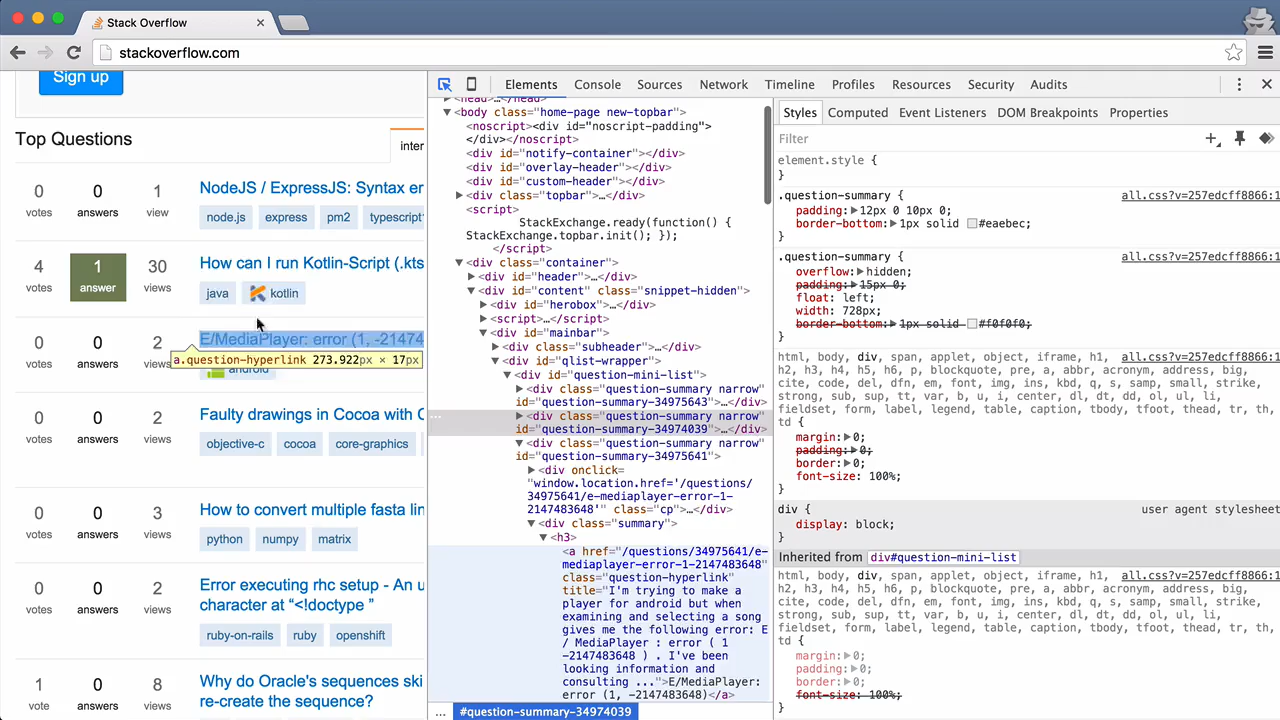 Stack Overflow
stackoverflow.com
Sign up
Top Questions
inter
0 0 1
votes answers view
NodeJS / ExpressJS: Syntax er
node.js express pm2 typescript
4 1 30
votes answer views
How can I run Kotlin-Script (.kts
java kotlin
0 0 2
votes answers views
E/MediaPlayer: error (1, -21474
a.question-hyperlink 273.922px × 17px
android
0 0 2
votes answers views
Faulty drawings in Cocoa with C
objective-c cocoa core-graphics
0 0 3
votes answers views
How to convert multiple fasta lin
python numpy matrix
0 0 2
votes answers views
Error executing rhc setup - An u
character at “<!doctype ”
ruby-on-rails ruby openshift
1 0 8
vote answers views
Why do Oracle's sequences ski
re-create the sequence?
Elements Console Sources Network Timeline Profiles Resources Security Audits
<head>…</head>
<body class="home-page new-topbar">
<noscript><div id="noscript-padding">
</div></noscript>
<div id="notify-container"></div>
<div id="overlay-header"></div>
<div id="custom-header"></div>
<div class="topbar">…</div>
<script>
StackExchange.ready(function() {
StackExchange.topbar.init(); });
</script>
<div class="container">
<div id="header">…</div>
<div id="content" class="snippet-hidden">
<div id="herobox">…</div>
<script>…</script>
<div id="mainbar">
<div class="subheader">…</div>
<div id="qlist-wrapper">
<div id="question-mini-list">
<div class="question-summary narrow"
id="question-summary-34975643">…</div>
<div class="question-summary narrow"
id="question-summary-34974039">…</div>
<div class="question-summary narrow"
id="question-summary-34975641">
<div onclick=
"window.location.href='/questions/
34975641/e-mediaplayer-error-1-
2147483648'" class="cp">…</div>
<div class="summary">
<h3>
<a href="/questions/34975641/e-
mediaplayer-error-1-2147483648"
class="question-hyperlink"
title="I'm trying to make a
player for android but when
examining and selecting a song
gives me the following error: E
/ MediaPlayer : error ( 1
-2147483648 ) . I've been
looking information and
consulting ...">E/MediaPlayer:
error (1, -2147483648)</a>
... #question-summary-34974039
Styles Computed Event Listeners DOM Breakpoints Properties
Filter
element.style {
}
.question-summary { all.css?v=257edcff8866:1
padding: 12px 0 10px 0;
border-bottom: 1px solid #eaebec;
}
.question-summary { all.css?v=257edcff8866:1
overflow: hidden;
padding: 15px 0;
float: left;
width: 728px;
border-bottom: 1px solid #f0f0f0;
}
html, body, div, span, applet, object, iframe, h1, all.css?v=257edcff8866:1
h2, h3, h4, h5, h6, p, blockquote, pre, a, abbr, acronym, address, big,
cite, code, del, dfn, em, font, img, ins, kbd, q, s, samp, small, strike,
strong, sub, sup, tt, var, b, u, i, center, dl, dt, dd, ol, ul, li,
fieldset, form, label, legend, table, caption, tbody, tfoot, thead, tr, th,
td {
margin: 0;
padding: 0;
border: 0;
font-size: 100%;
}
div { user agent stylesheet
display: block;
}
Inherited from div#question-mini-list
html, body, div, span, applet, object, iframe, h1, all.css?v=257edcff8866:1
h2, h3, h4, h5, h6, p, blockquote, pre, a, abbr, acronym, address, big,
cite, code, del, dfn, em, font, img, ins, kbd, q, s, samp, small, strike,
strong, sub, sup, tt, var, b, u, i, center, dl, dt, dd, ol, ul, li,
fieldset, form, label, legend, table, caption, tbody, tfoot, thead, tr, th,
td {
margin: 0;
padding: 0;
border: 0;
font-size: 100%;
}